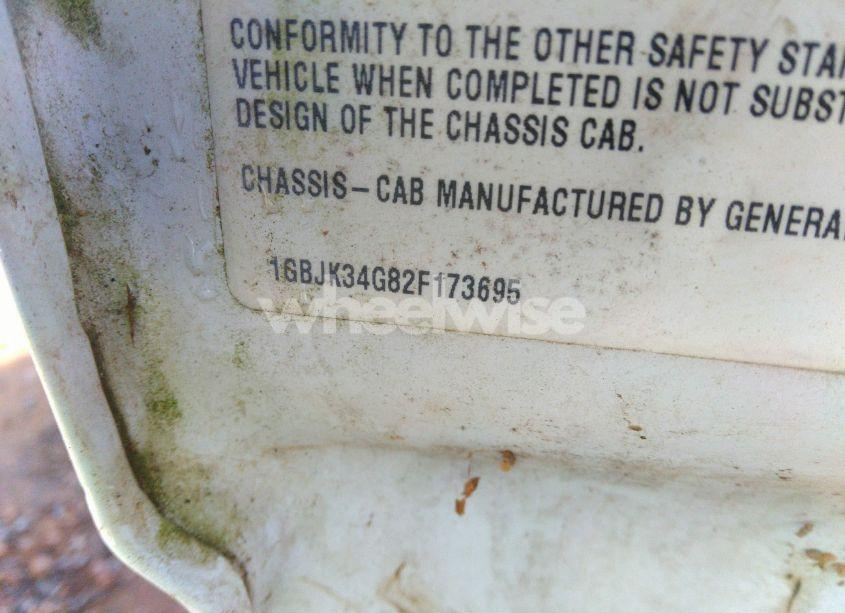 CONFORMITY TO THE OTHER SAFETY STA
VEHICLE WHEN COMPLETED IS NOT SUBST
DESIGN OF THE CHASSIS CAB.
CHASSIS-CAB MANUFACTURED BY GENERAL
1GBJK34G82F173695
wheelwise